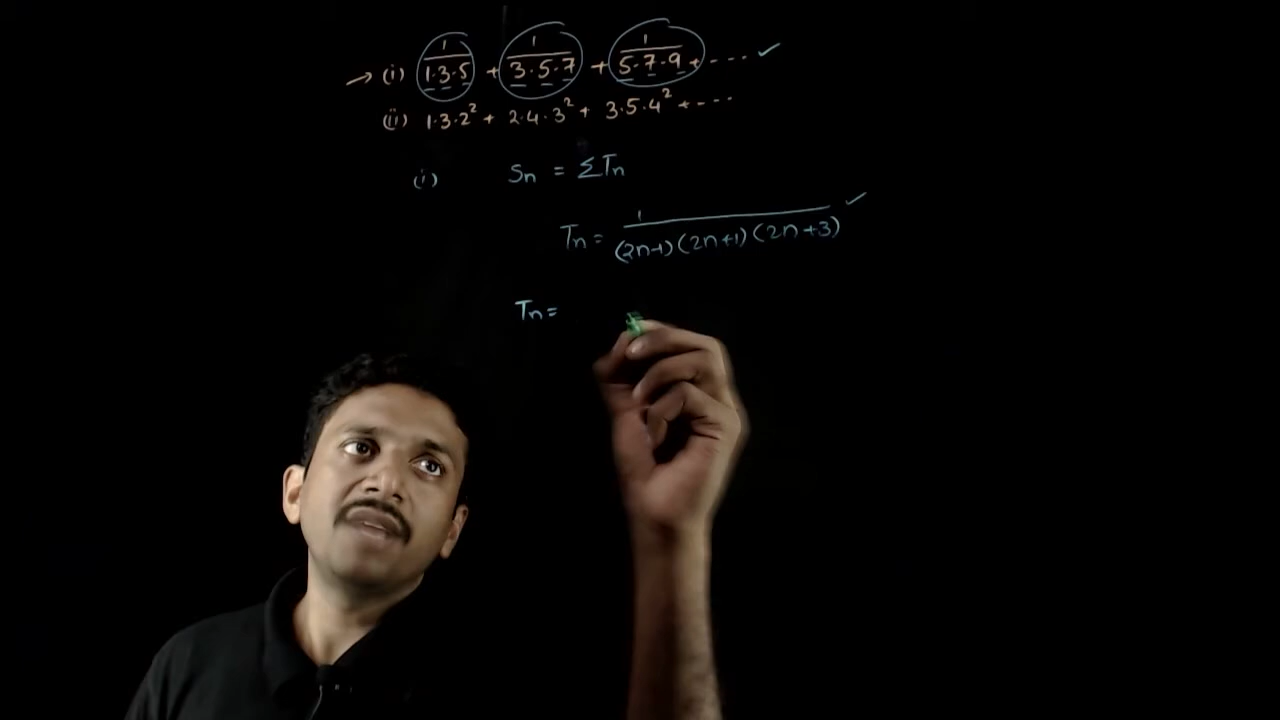 → (i) 1/1·3·5 + 1/3·5·7 + 1/5·7·9 + ---- ✓
(ii) 1·3·2² + 2·4·3² + 3·5·4² + ----
(i) Sn = ΣTn
Tn = 1/(2n-1)(2n+1)(2n+3) ✓
Tn =